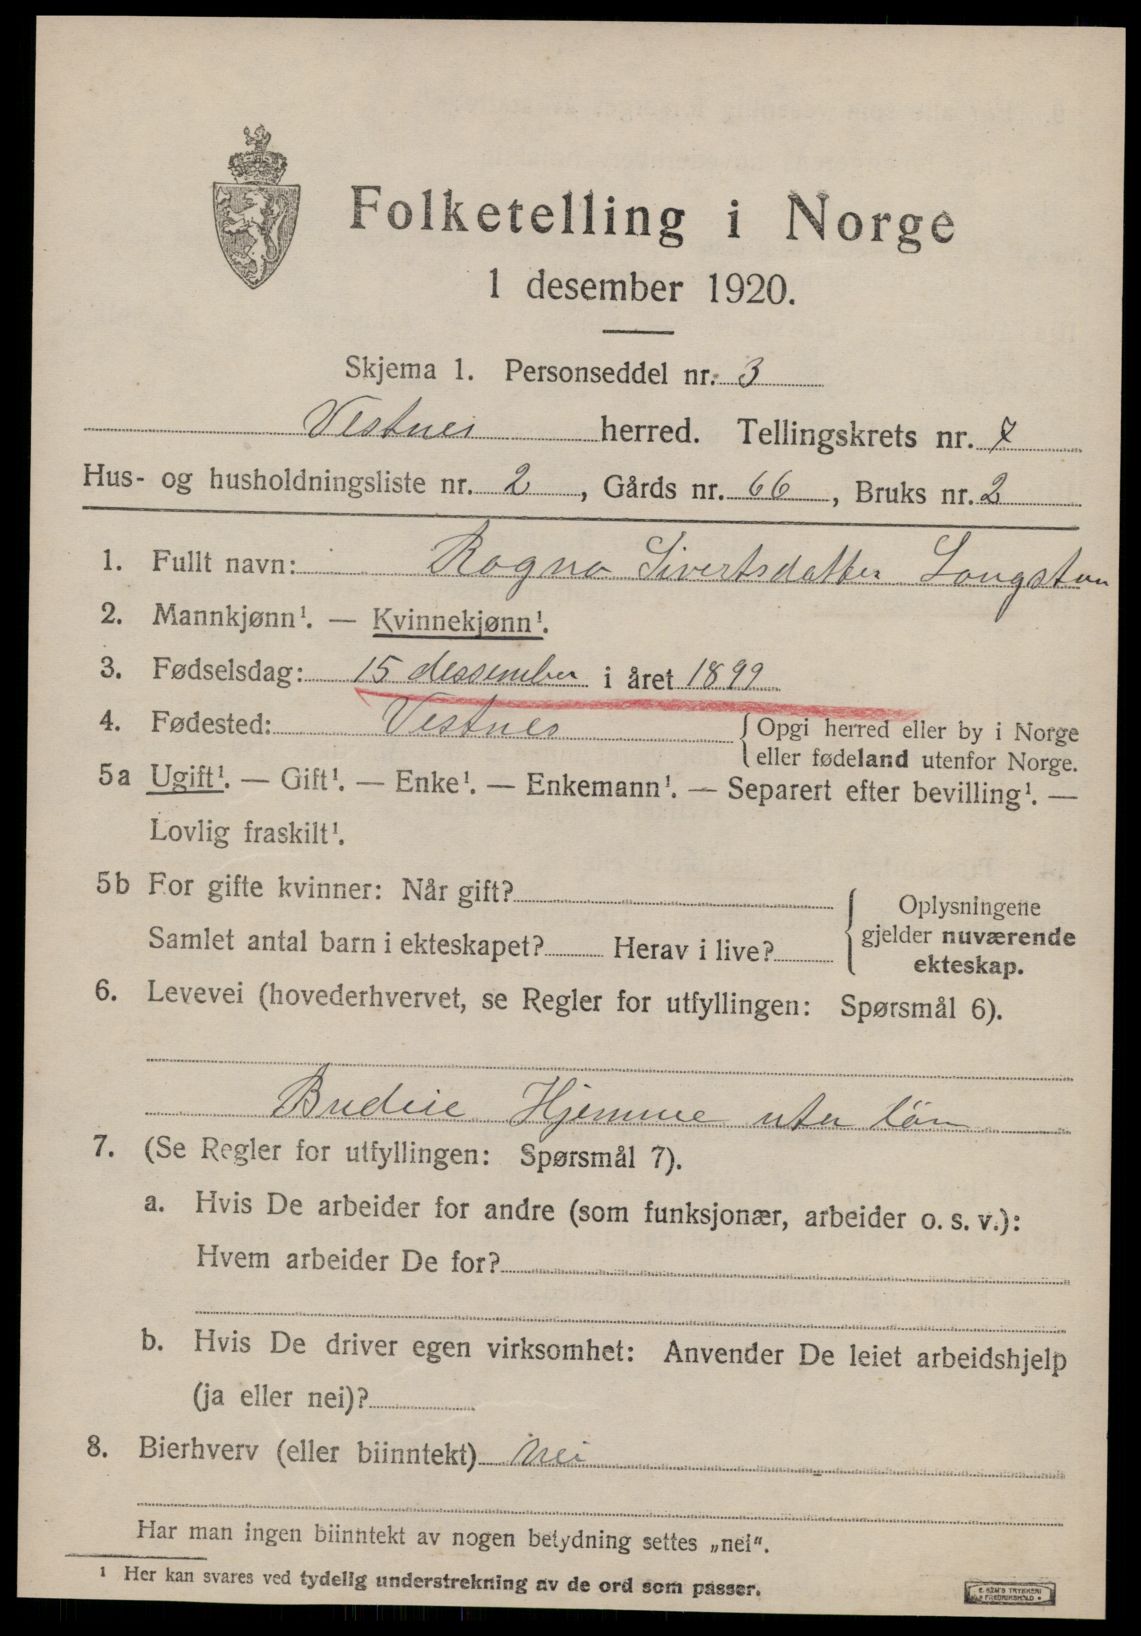 Folketelling i Norge
1 desember 1920.
Skjema 1. Personseddel nr. 3
Vestnes herred. Tellingskrets nr. 7
Hus- og husholdningsliste nr. 2, Gårds nr. 66, Bruks nr. 2
1. Fullt navn: Ragna Sivertsdatter
2. Mannkjønn¹. — Kvinnekjønn¹.
3. Fødselsdag: 15 dessember i året 1899
4. Fødested: Vestnes { Opgi herred eller by i Norge
eller fødeland utenfor Norge.
5a Ugift¹. — Gift¹. — Enke¹. — Enkemann¹. — Separert efter bevilling¹. —
Lovlig fraskilt¹.
5b For gifte kvinner: Når gift?
Samlet antal barn i ekteskapet? Herav i live?
{ Oplysningene
gjelder nuværende
ekteskap.
6. Levevei (hovederhvervet, se Regler for utfyllingen: Spørsmål 6).
Budeie Hjemme uten løn
7. (Se Regler for utfyllingen: Spørsmål 7).
a. Hvis De arbeider for andre (som funksjonær, arbeider o. s. v.):
Hvem arbeider De for?
b. Hvis De driver egen virksomhet: Anvender De leiet arbeidshjelp
(ja eller nei)?
8. Bierhverv (eller biinntekt) Nei
Har man ingen biinntekt av nogen betydning settes „nei“.
¹ Her kan svares ved tydelig understrekning av de ord som passer.
E. SEM'S TRYKKERI
FREDRIKSHALD